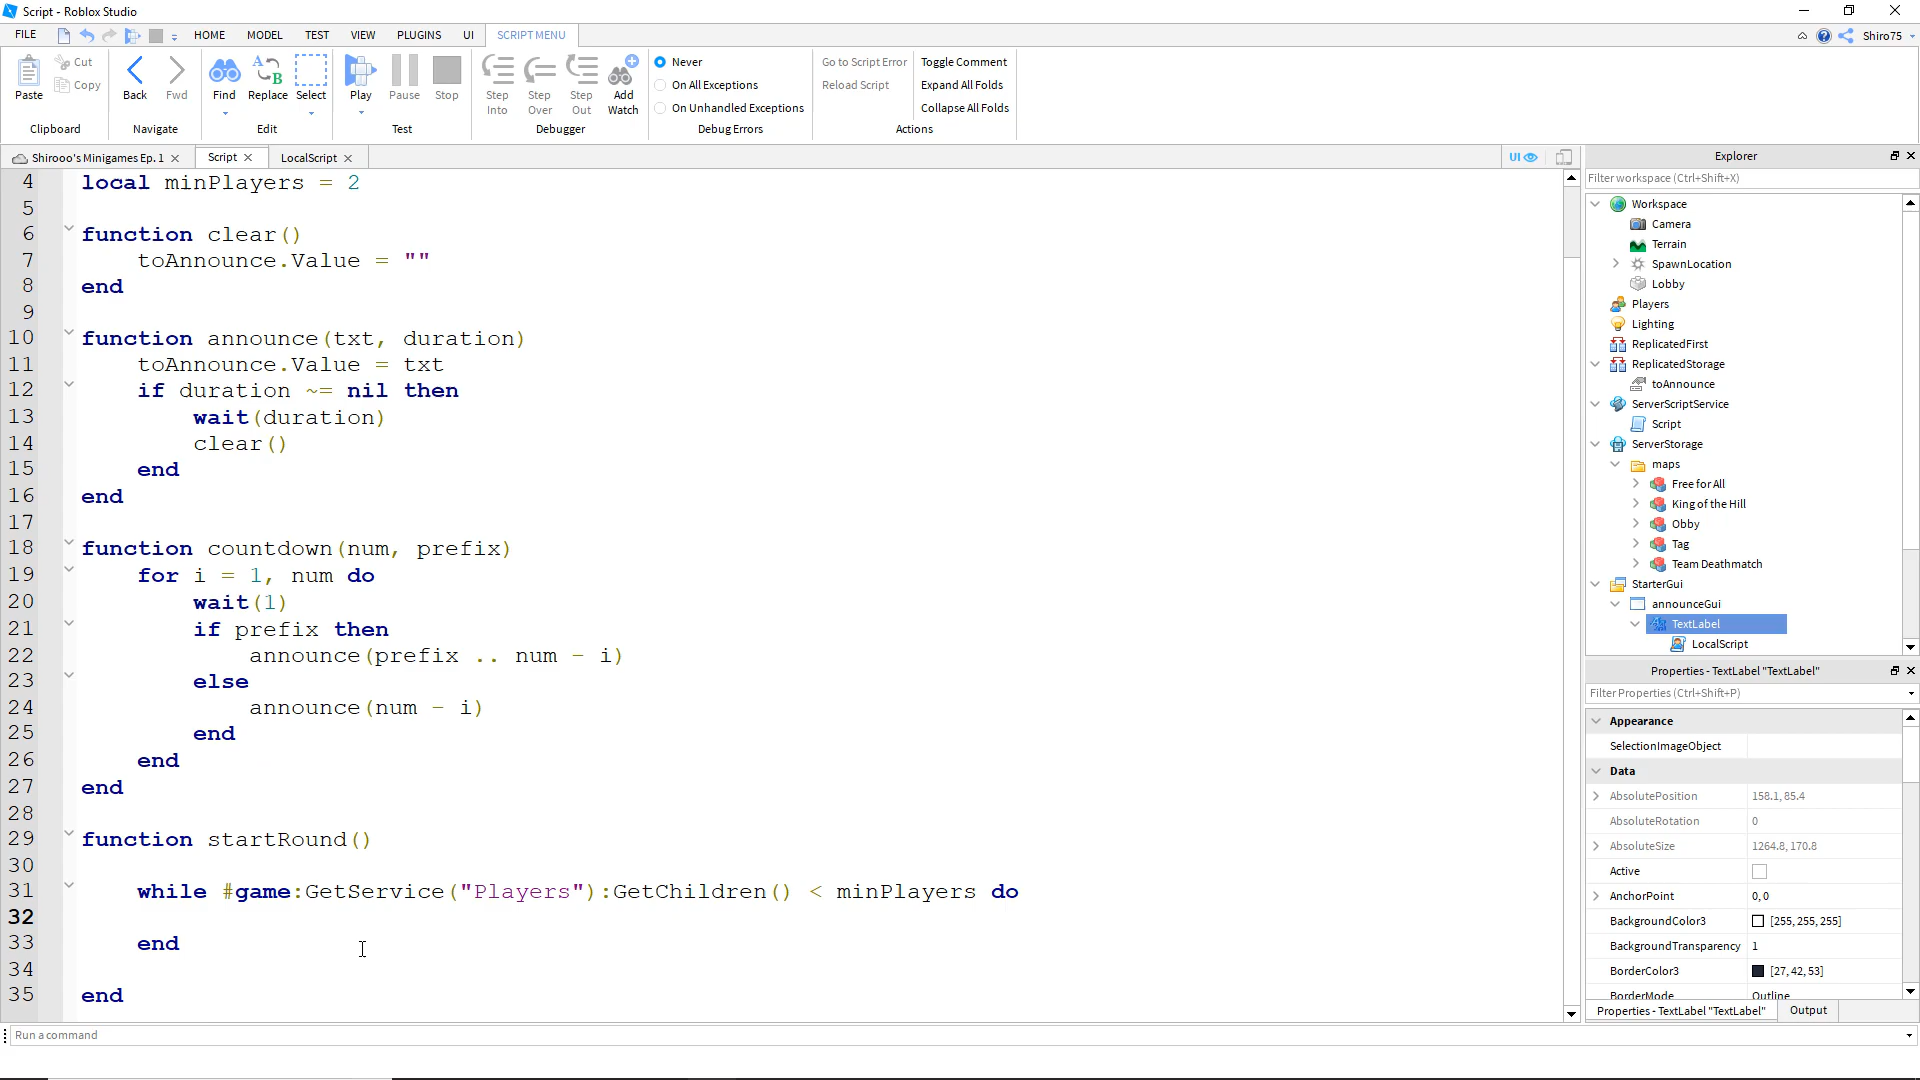 Script - Roblox Studio
FILE HOME MODEL TEST VIEW PLUGINS UI SCRIPT MENU Shiro75
Paste Cut Copy Clipboard
Back Fwd Navigate
Find Replace Select Edit
Play Pause Stop Test
Step Into Step Over Step Out Add Watch Debugger
Never
On All Exceptions
On Unhandled Exceptions
Debug Errors
Go to Script Error
Reload Script
Toggle Comment
Expand All Folds
Collapse All Folds
Actions
Shirooo's Minigames Ep. 1 Script LocalScript UI
4 local minPlayers = 2
5
6 function clear()
7 toAnnounce.Value = ""
8 end
9
10 function announce(txt, duration)
11 toAnnounce.Value = txt
12 if duration ~= nil then
13 wait(duration)
14 clear()
15 end
16 end
17
18 function countdown(num, prefix)
19 for i = 1, num do
20 wait(1)
21 if prefix then
22 announce(prefix .. num - i)
23 else
24 announce(num - i)
25 end
26 end
27 end
28
29 function startRound()
30
31 while #game:GetService("Players"):GetChildren() < minPlayers do
32
33 end
34
35 end
Run a command
Explorer
Filter workspace (Ctrl+Shift+X)
Workspace
Camera
Terrain
SpawnLocation
Lobby
Players
Lighting
ReplicatedFirst
ReplicatedStorage
toAnnounce
ServerScriptService
Script
ServerStorage
maps
Free for All
King of the Hill
Obby
Tag
Team Deathmatch
StarterGui
announceGui
TextLabel
LocalScript
Properties - TextLabel "TextLabel"
Filter Properties (Ctrl+Shift+P)
Appearance
SelectionImageObject
Data
AbsolutePosition 158.1, 85.4
AbsoluteRotation 0
AbsoluteSize 1264.8, 170.8
Active
AnchorPoint 0, 0
BackgroundColor3 [255, 255, 255]
BackgroundTransparency 1
BorderColor3 [27, 42, 53]
BorderMode Outline
Properties - TextLabel "TextLabel" Output